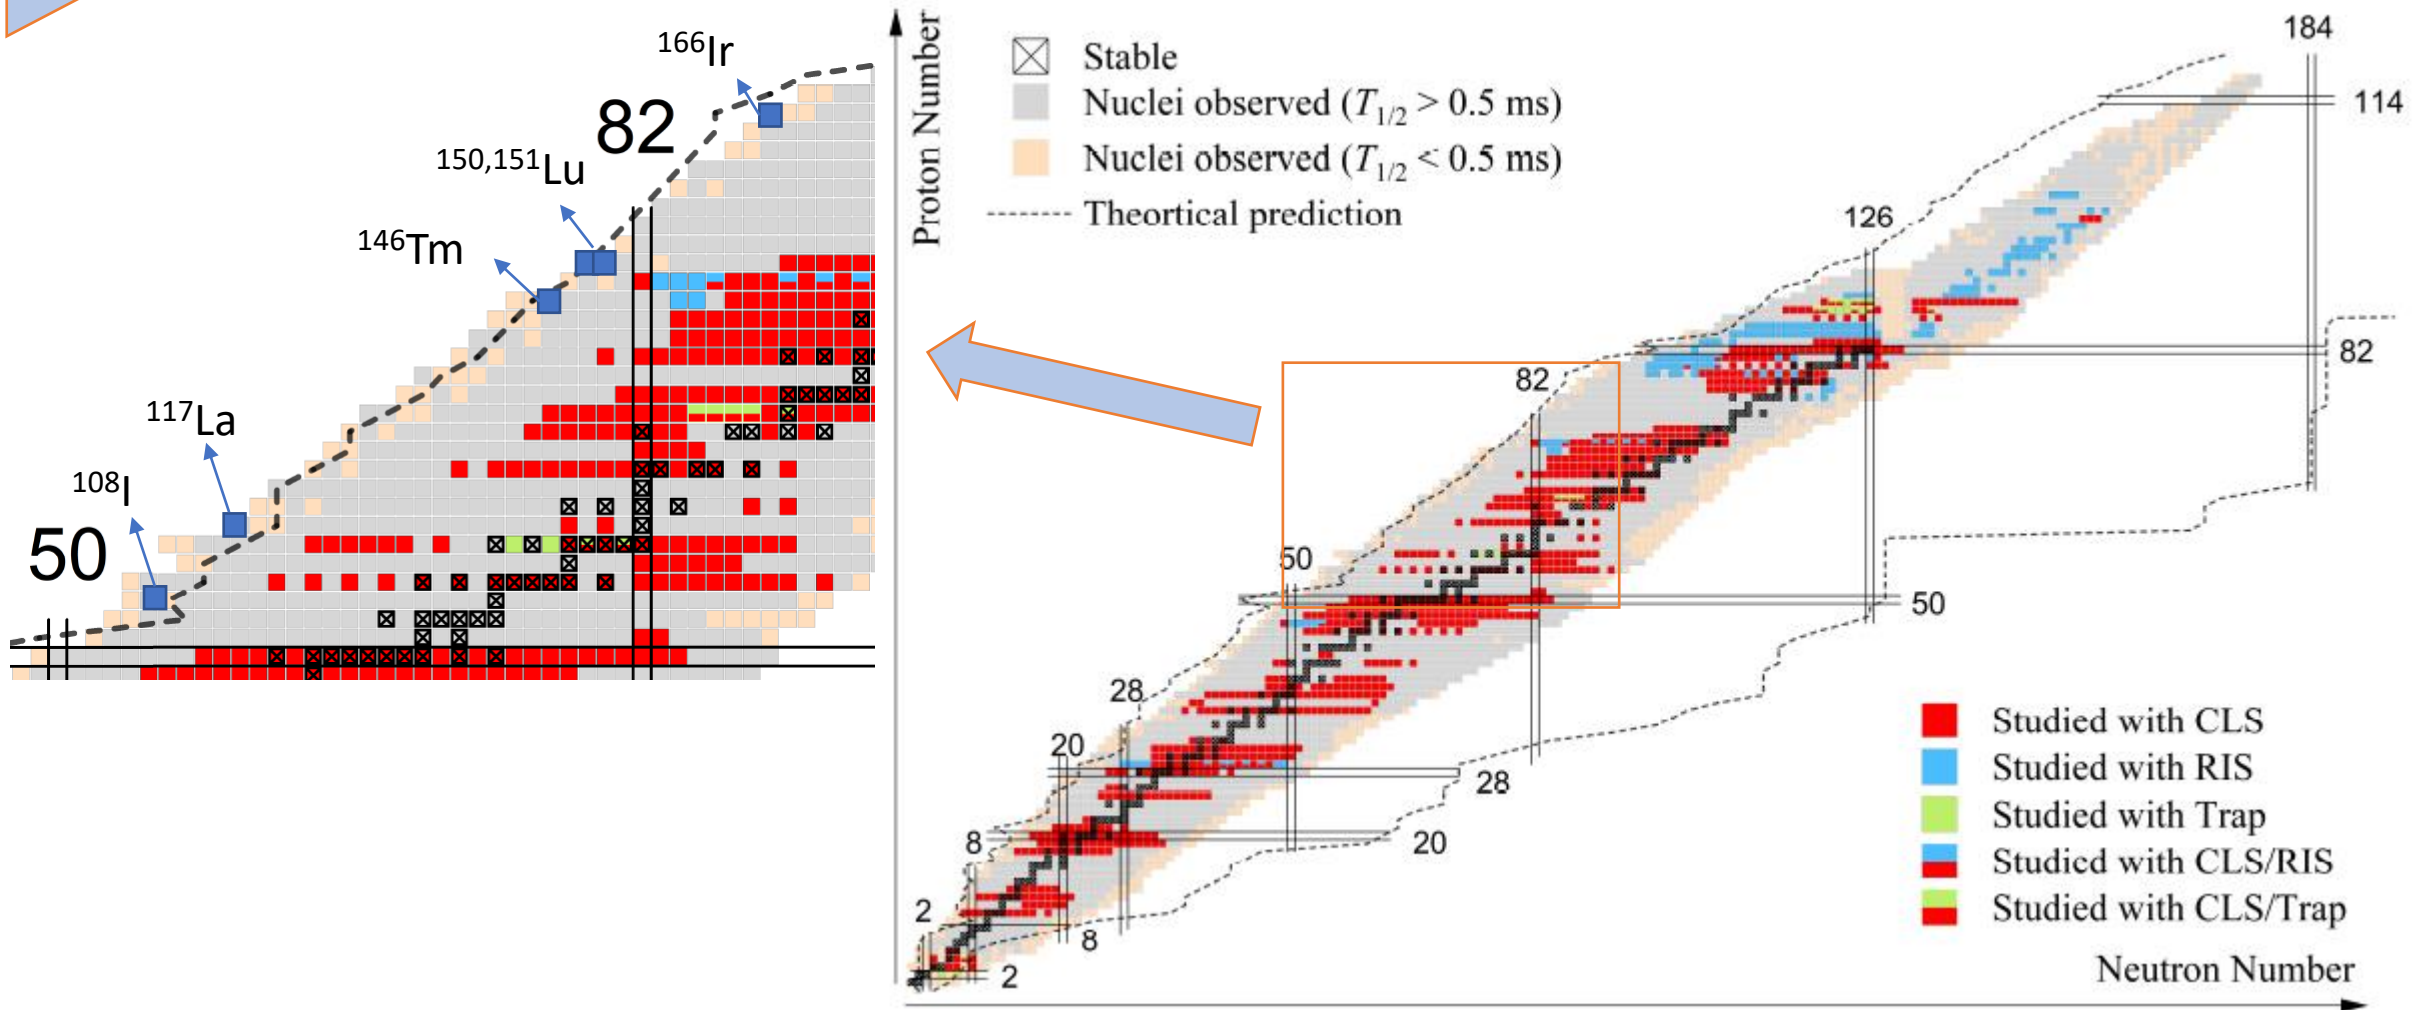 166Ir
82
150,151Lu
146Tm
117La
108I
50
Proton Number
Stable
Nuclei observed (T1/2 > 0.5 ms)
Nuclei observed (T1/2 < 0.5 ms)
Theortical prediction
184
114
126
82
82
50
50
28
20
28
8
20
2
8
2
Studied with CLS
Studied with RIS
Studied with Trap
Studied with CLS/RIS
Studied with CLS/Trap
Neutron Number